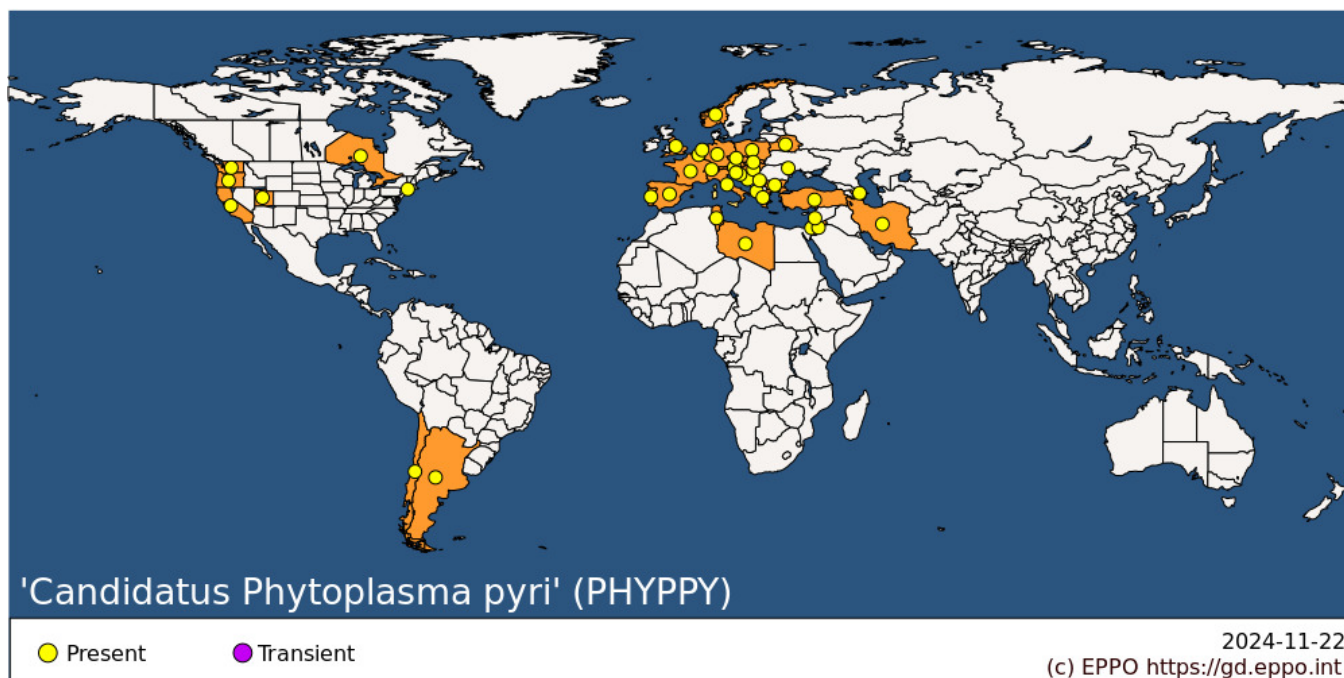 'Candidatus Phytoplasma pyri' (PHYPPY)
Present
Transient
2024-11-22
(c) EPPO https://gd.eppo.int